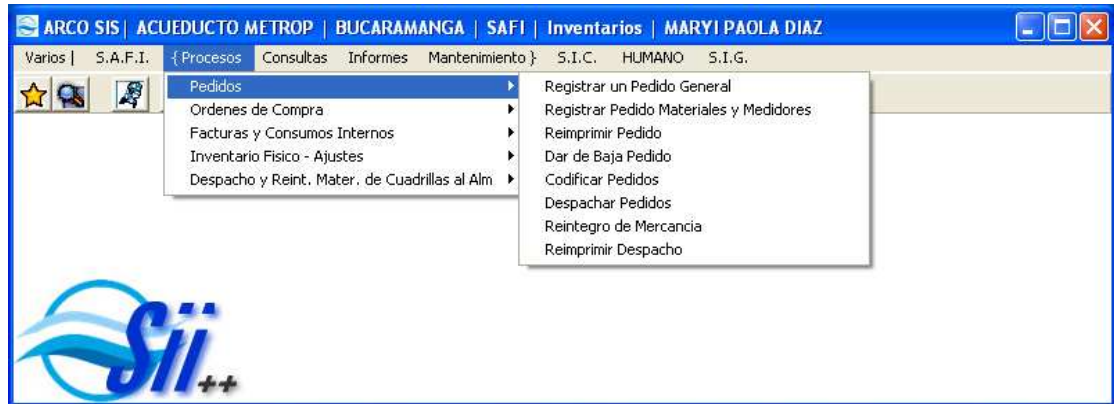 ARCO SIS | ACUEDUCTO METROP | BUCARAMANGA | SAFI | Inventarios | MARYI PAOLA DIAZ
Varios | S.A.F.I. { Procesos Consultas Informes Mantenimiento } S.I.C. HUMANO S.I.G.
Pedidos
Ordenes de Compra
Facturas y Consumos Internos
Inventario Fisico - Ajustes
Despacho y Reint. Mater. de Cuadrillas al Alm
Registrar un Pedido General
Registrar Pedido Materiales y Medidores
Reimprimir Pedido
Dar de Baja Pedido
Codificar Pedidos
Despachar Pedidos
Reintegro de Mercancia
Reimprimir Despacho
Sii++